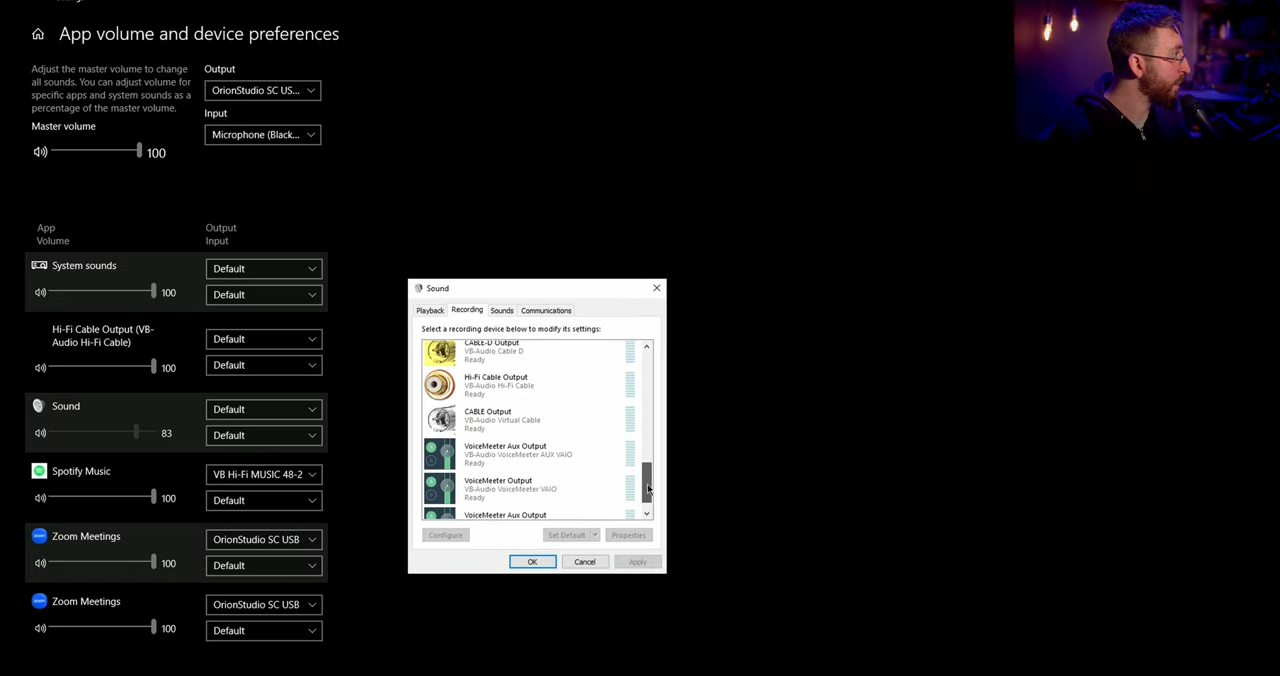 App volume and device preferences
Adjust the master volume to change
all sounds. You can adjust volume for
specific apps and system sounds as a
percentage of the master volume.
Master volume
100
Output
OrionStudio SC US...
Input
Microphone (Black...
App
Volume
Output
Input
System sounds
Default
100
Default
Hi-Fi Cable Output (VB-
Audio Hi-Fi Cable)
Default
100
Default
Sound
Default
83
Default
Spotify Music
VB Hi-Fi MUSIC 48-2
100
Default
zoom
Zoom Meetings
OrionStudio SC USB
100
Default
zoom
Zoom Meetings
OrionStudio SC USB
100
Default
Sound
Playback
Recording
Sounds
Communications
Select a recording device below to modify its settings:
CABLE-D Output
VB-Audio Cable D
Ready
Hi-Fi Cable Output
VB-Audio Hi-Fi Cable
Ready
CABLE Output
VB-Audio Virtual Cable
Ready
VoiceMeeter Aux Output
VB-Audio VoiceMeeter AUX VAIO
Ready
VoiceMeeter Output
VB-Audio VoiceMeeter VAIO
Ready
VoiceMeeter Aux Output
Configure
Set Default
Properties
OK
Cancel
Apply